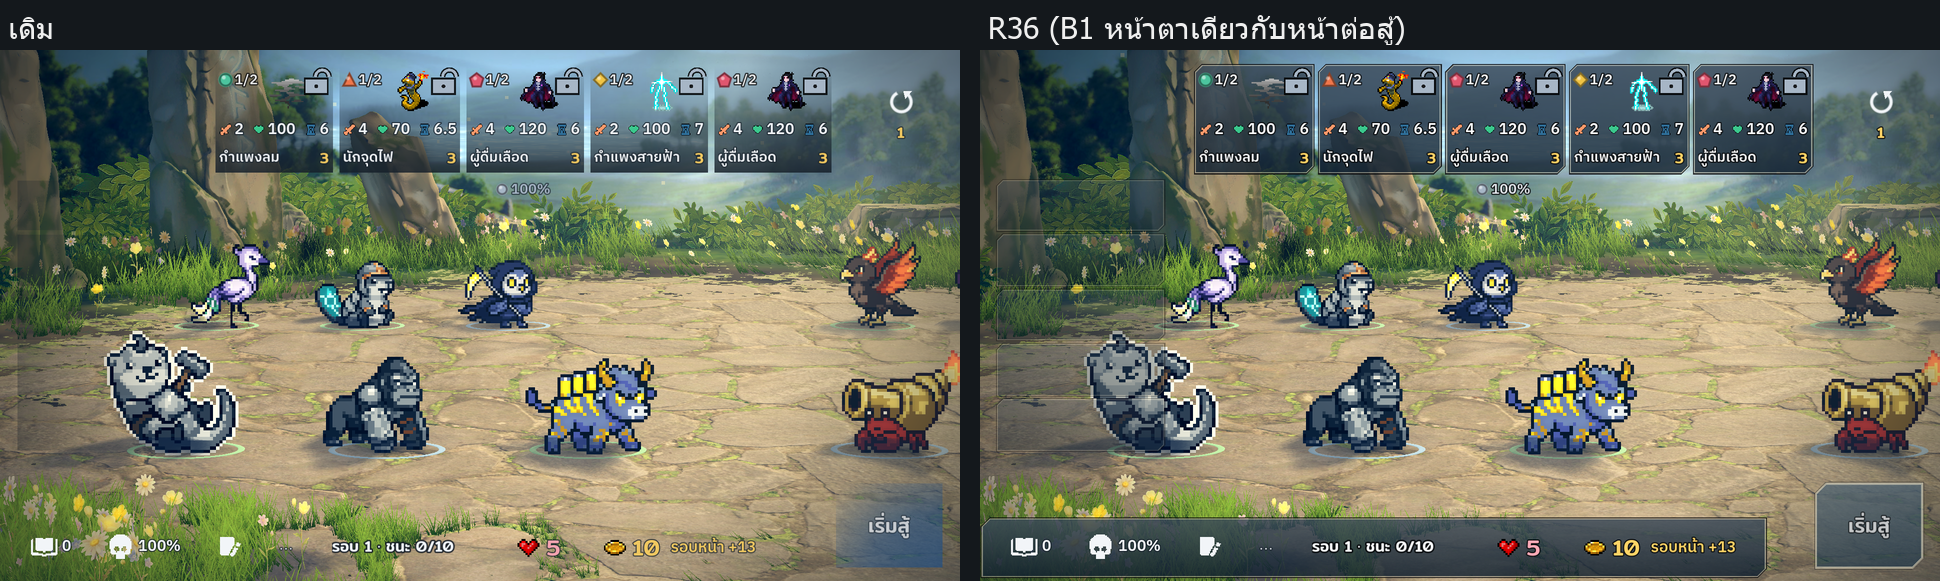 เดิม
1/2 1/2 1/2 1/2 1/2
2 100 6 4 70 6.5 4 120 6 2 100 7 4 120 6
กำแพงลม 3 นักจุดไฟ 3 ผู้ดื่มเลือด 3 กำแพงสายฟ้า 3 ผู้ดื่มเลือด 3
1
100%
เริ่มสู้
0 100% ... รอบ 1 · ชนะ 0/10 5 10 รอบหน้า +13
R36 (B1 หน้าตาเดียวกับหน้าต่อสู้)
1/2 1/2 1/2 1/2 1/2
2 100 6 4 70 6.5 4 120 6 2 100 7 4 120 6
กำแพงลม 3 นักจุดไฟ 3 ผู้ดื่มเลือด 3 กำแพงสายฟ้า 3 ผู้ดื่มเลือด 3
1
100%
เริ่มสู้
0 100% ... รอบ 1 · ชนะ 0/10 5 10 รอบหน้า +13